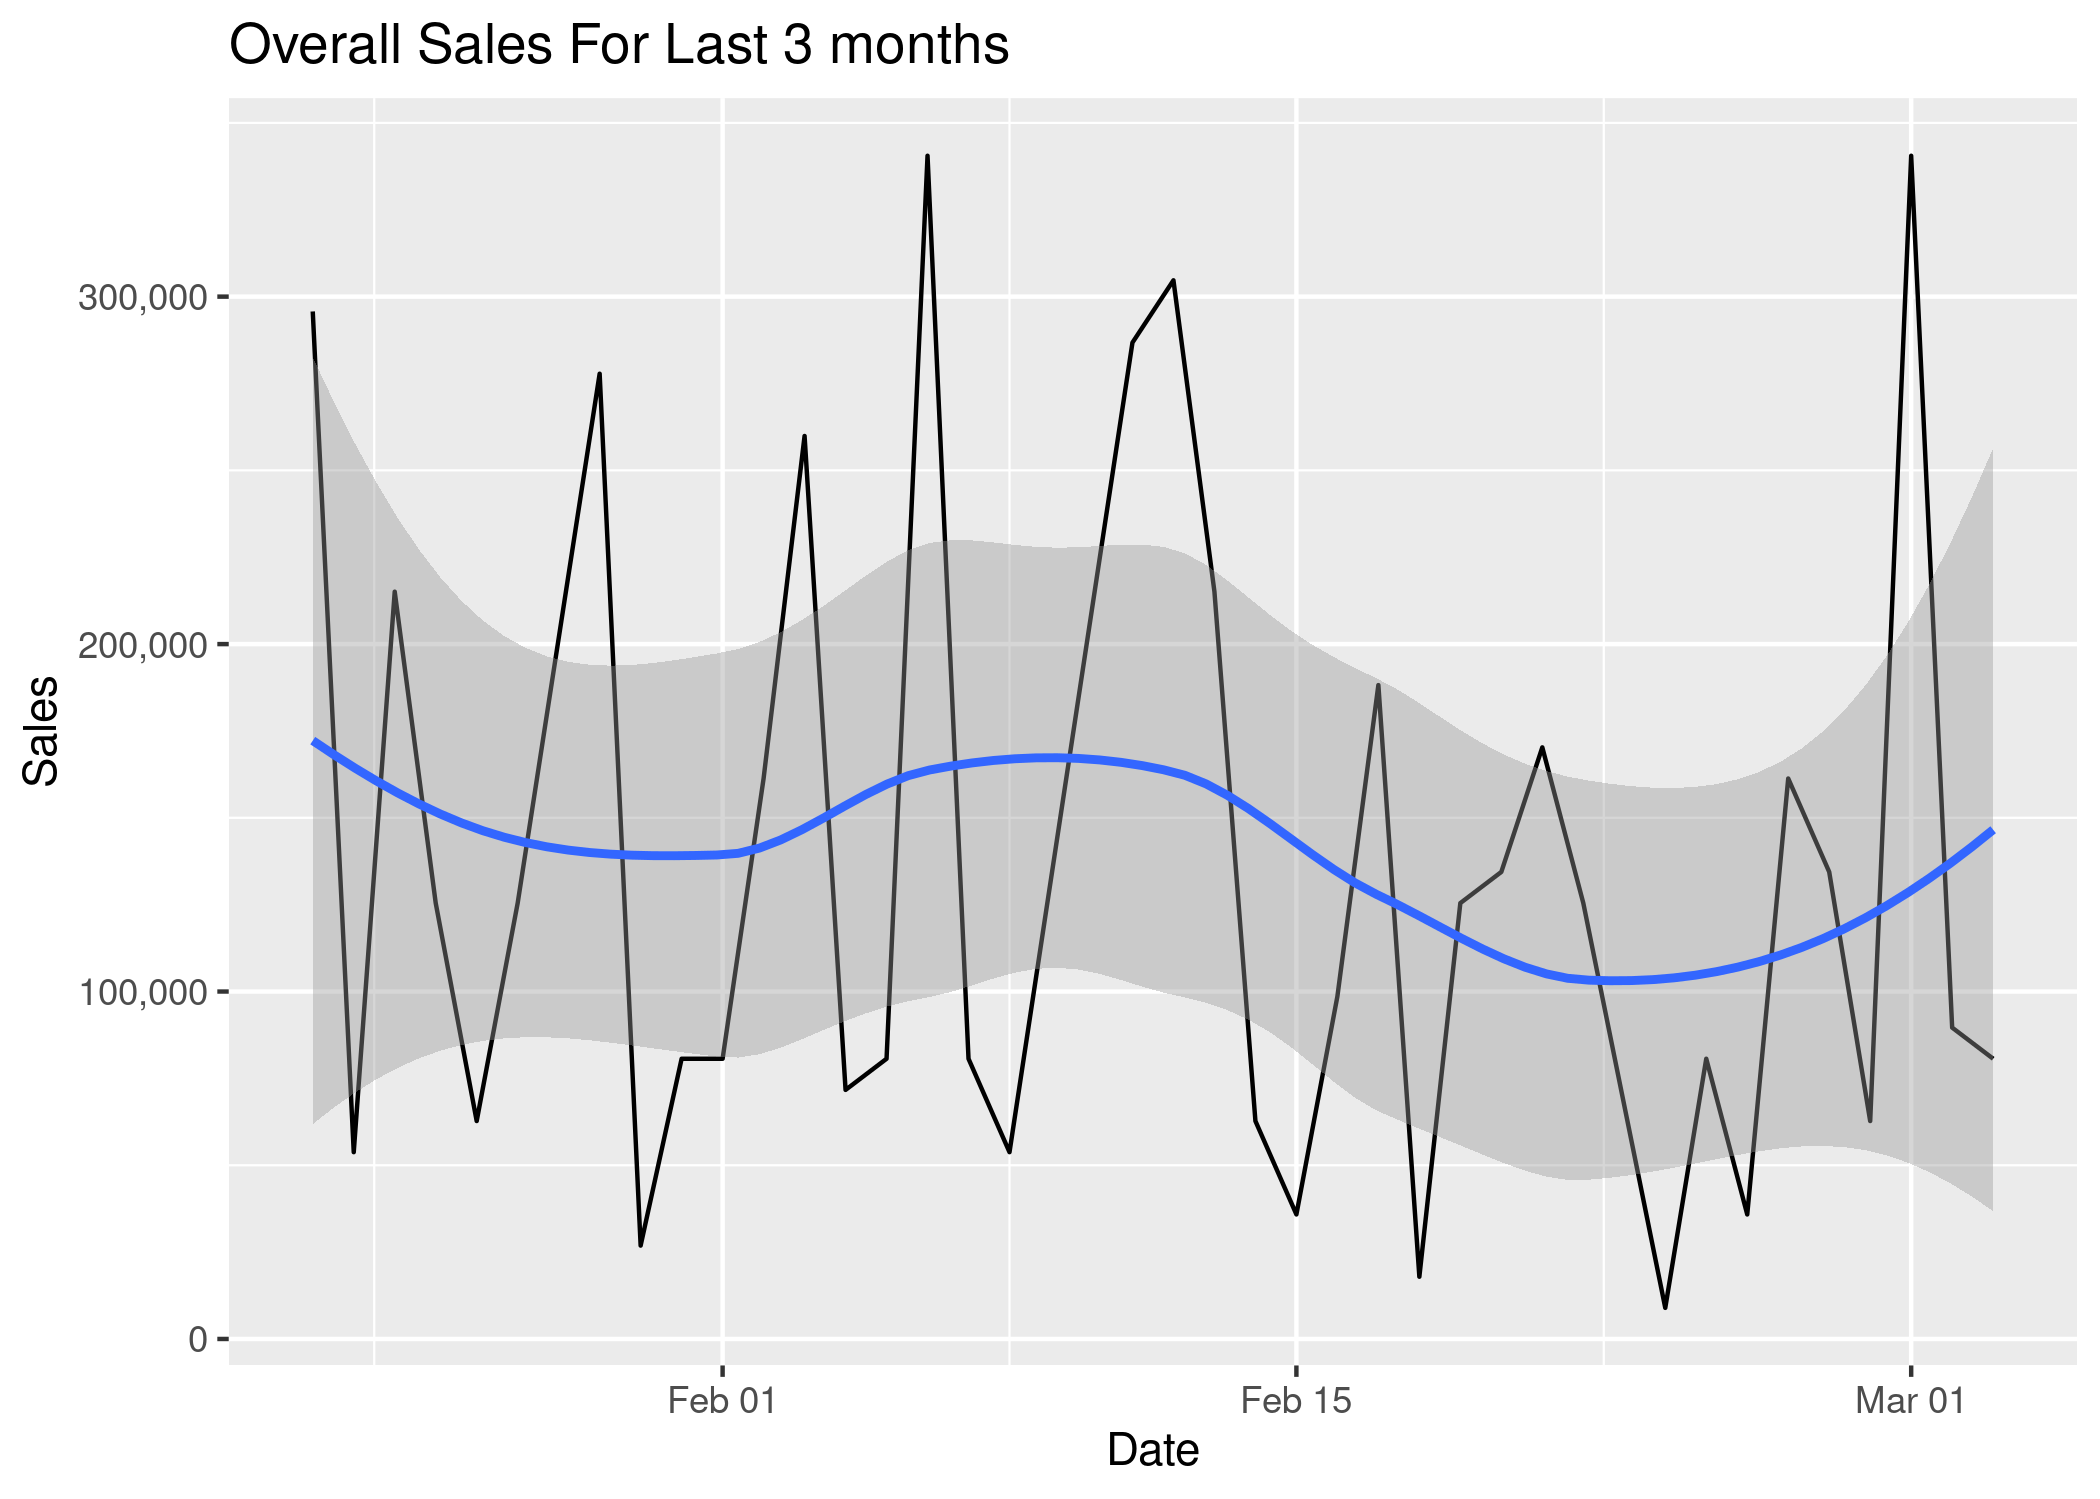 Overall Sales For Last 3 months
Sales
300,000
200,000
100,000
0
Feb 01
Feb 15
Mar 01
Date